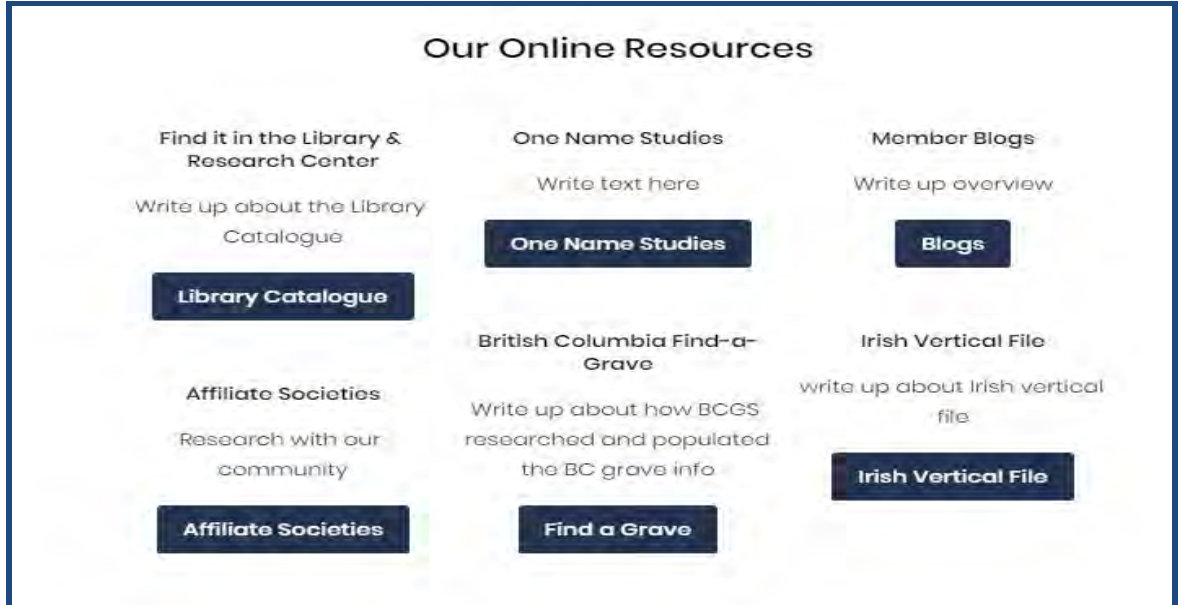 Our Online Resources
Find it in the Library &
Research Center
Write up about the Library
Catalogue
Library Catalogue
One Name Studies
Write text here
One Name Studies
Member Blogs
Write up overview
Blogs
Affiliate Societies
Research with our
community
Affiliate Societies
British Columbia Find-a-
Grave
Write up about how BCGS
researched and populated
the BC grave info
Find a Grave
Irish Vertical File
write up about Irish vertical
file
Irish Vertical File